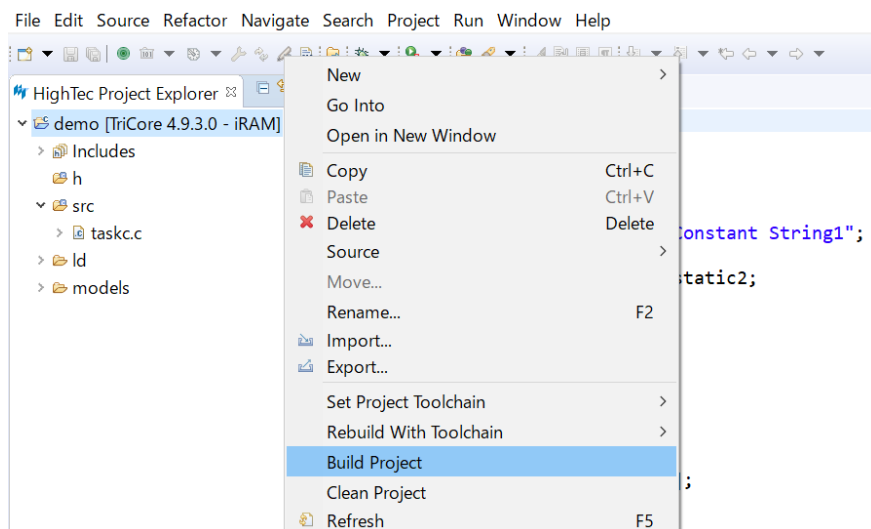 File Edit Source Refactor Navigate Search Project Run Window Help
HighTec Project Explorer
demo [TriCore 4.9.3.0 - iRAM]
Includes
h
src
taskc.c
ld
models
New
Go Into
Open in New Window
Copy Ctrl+C
Paste Ctrl+V
Delete Delete
Source
Move...
Rename... F2
Import...
Export...
Set Project Toolchain
Rebuild With Toolchain
Build Project
Clean Project
Refresh F5
Constant String1";
static2;
];